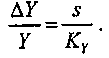 ΔY/Y = s/K_Y .